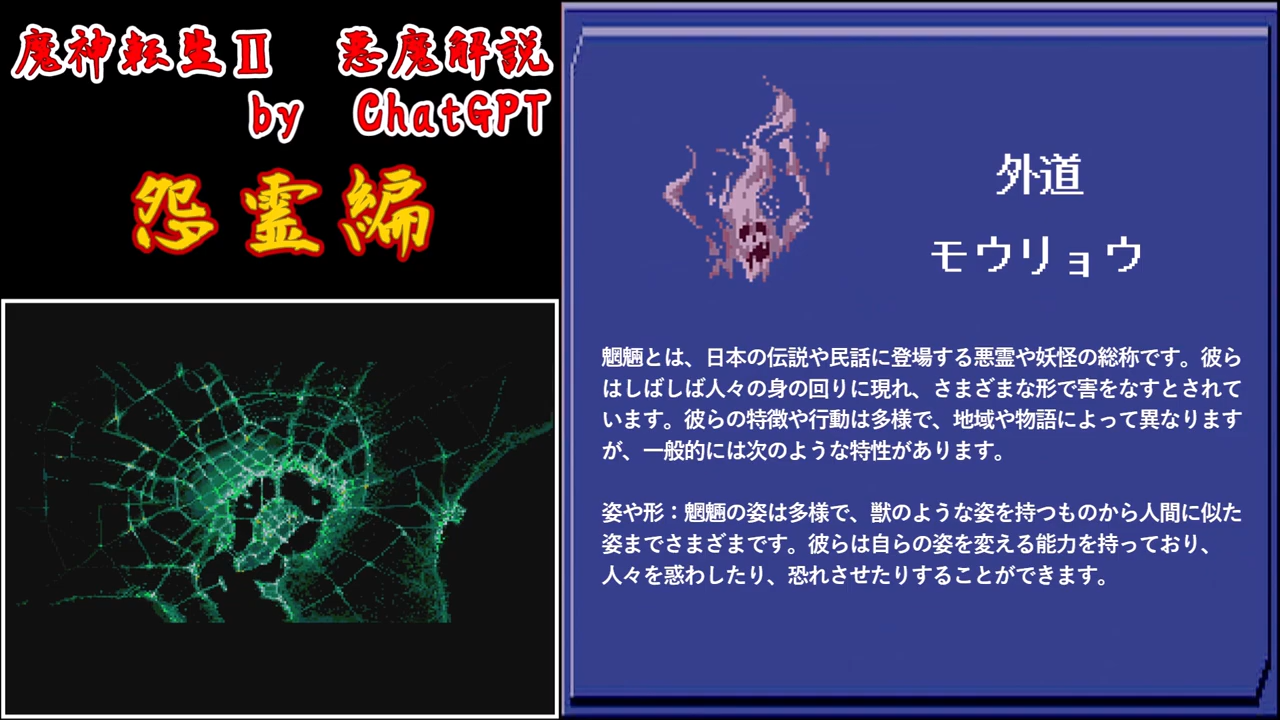 魔神転生Ⅱ　悪魔解説
by　ChatGPT
怨霊編
外道
モウリョウ
魍魎とは、日本の伝説や民話に登場する悪霊や妖怪の総称です。彼ら
はしばしば人々の身の回りに現れ、さまざまな形で害をなすとされて
います。彼らの特徴や行動は多様で、地域や物語によって異なります
が、一般的には次のような特性があります。
姿や形：魍魎の姿は多様で、獣のような姿を持つものから人間に似た
姿までさまざまです。彼らは自らの姿を変える能力を持っており、
人々を惑わしたり、恐れさせたりすることができます。